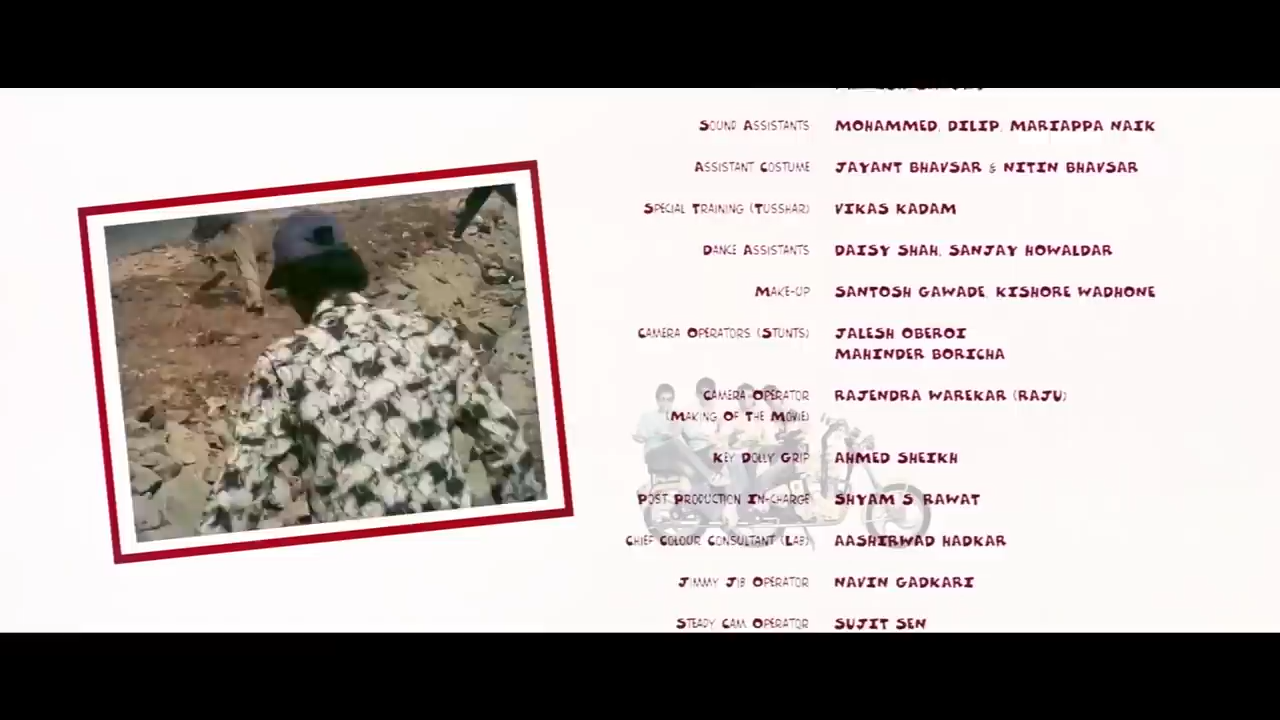 Sound Assistants MOHAMMED, DILIP, MARIAPPA NAIK
Assistant Costume JAYANT BHAVSAR & NITIN BHAVSAR
Special Training (Tusshar) VIKAS KADAM
Dance Assistants DAISY SHAH, SANJAY HOWALDAR
Make-up SANTOSH GAWADE, KISHORE WADHONE
Camera Operators (Stunts) JALESH OBEROI
MAHINDER BORICHA
Camera Operator RAJENDRA WAREKAR (RAJU)
(Making Of The Movie)
Key Dolly Grip AHMED SHEIKH
Post Production In-charge SHYAM S RAWAT
Chief Colour Consultant (Lab) AASHIRWAD HADKAR
Jimmy Jib Operator NAVIN GADKARI
Steady Cam Operator SUJIT SEN